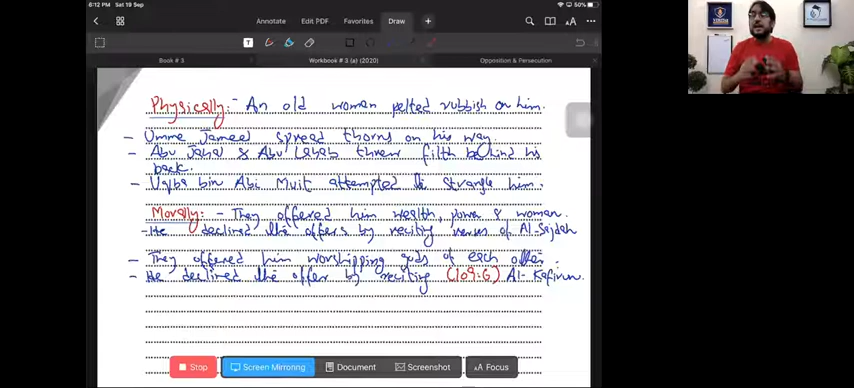 6:12 PM Sat 19 Sep
50%
Annotate Edit PDF Favorites Draw
AA
T
Book # 3 Workbook # 3 (a) (2020) Opposition & Persecution
Physically:- An old woman pelted rubbish on him.
- Umme Jameel spread thorns on his way.
- Abu Jahal & Abu Lahab threw filth behind his
back.
- Uqba bin Abi Muit attempted to strangle him.
Morally:- They offered him wealth, power & woman.
- He declined the offers by reciting verses of Al-Sajdah
- They offered him worshipping gods of each other.
- He declined the offer by reciting (109:6) Al-Kafirun.
Stop Screen Mirroring Document Screenshot AA Focus